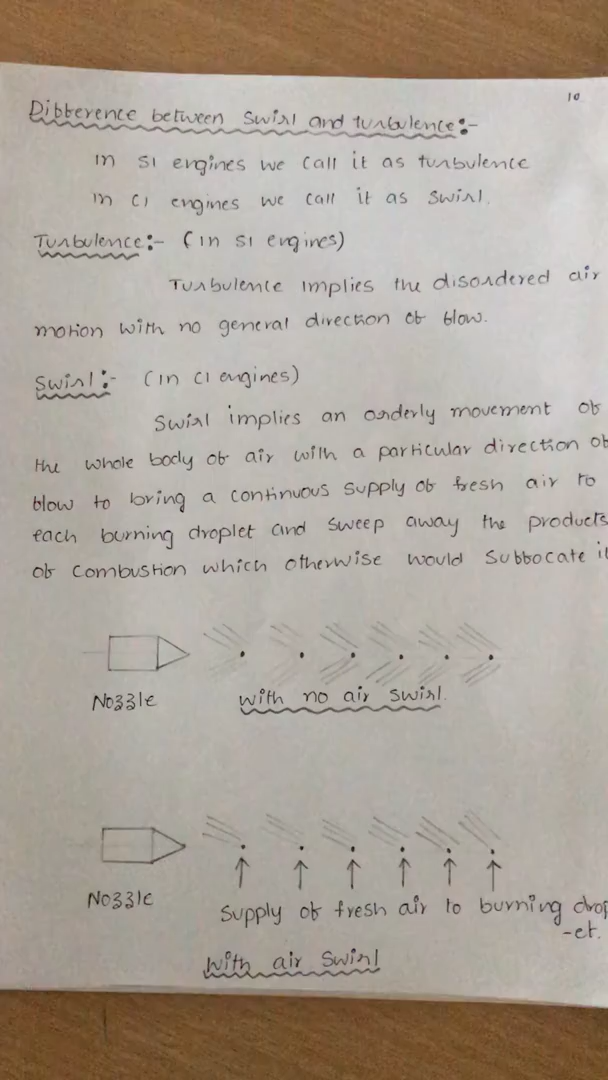 10
Difference between Swirl and turbulence:-
in SI engines we call it as turbulence
in CI engines we call it as Swirl.
Turbulence:- (in SI engines)
Turbulence implies the disordered air
motion with no general direction of flow.
Swirl:- (in CI engines)
Swirl implies an orderly movement of
the whole body of air with a particular direction of
flow to bring a continuous supply of fresh air to
each burning droplet and sweep away the products
of combustion which otherwise would suffocate it
Nozzle
with no air swirl.
Nozzle
Supply of fresh air to burning drop
-et.
With air Swirl